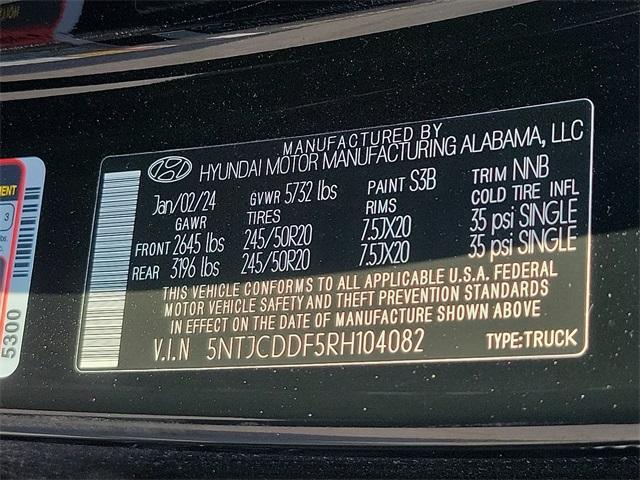 MANUFACTURED BY
HYUNDAI MOTOR MANUFACTURING ALABAMA, LLC
Jan/02/24 GVWR 5732 lbs PAINT S3B TRIM NNB
GAWR TIRES RIMS COLD TIRE INFL
FRONT 2645 lbs 245/50R20 7.5JX20 35 psi SINGLE
REAR 3196 lbs 245/50R20 7.5JX20 35 psi SINGLE
THIS VEHICLE CONFORMS TO ALL APPLICABLE U.S.A. FEDERAL
MOTOR VEHICLE SAFETY AND THEFT PREVENTION STANDARDS
IN EFFECT ON THE DATE OF MANUFACTURE SHOWN ABOVE
V.I.N 5NTJCDDF5RH104082 TYPE:TRUCK
3
5300